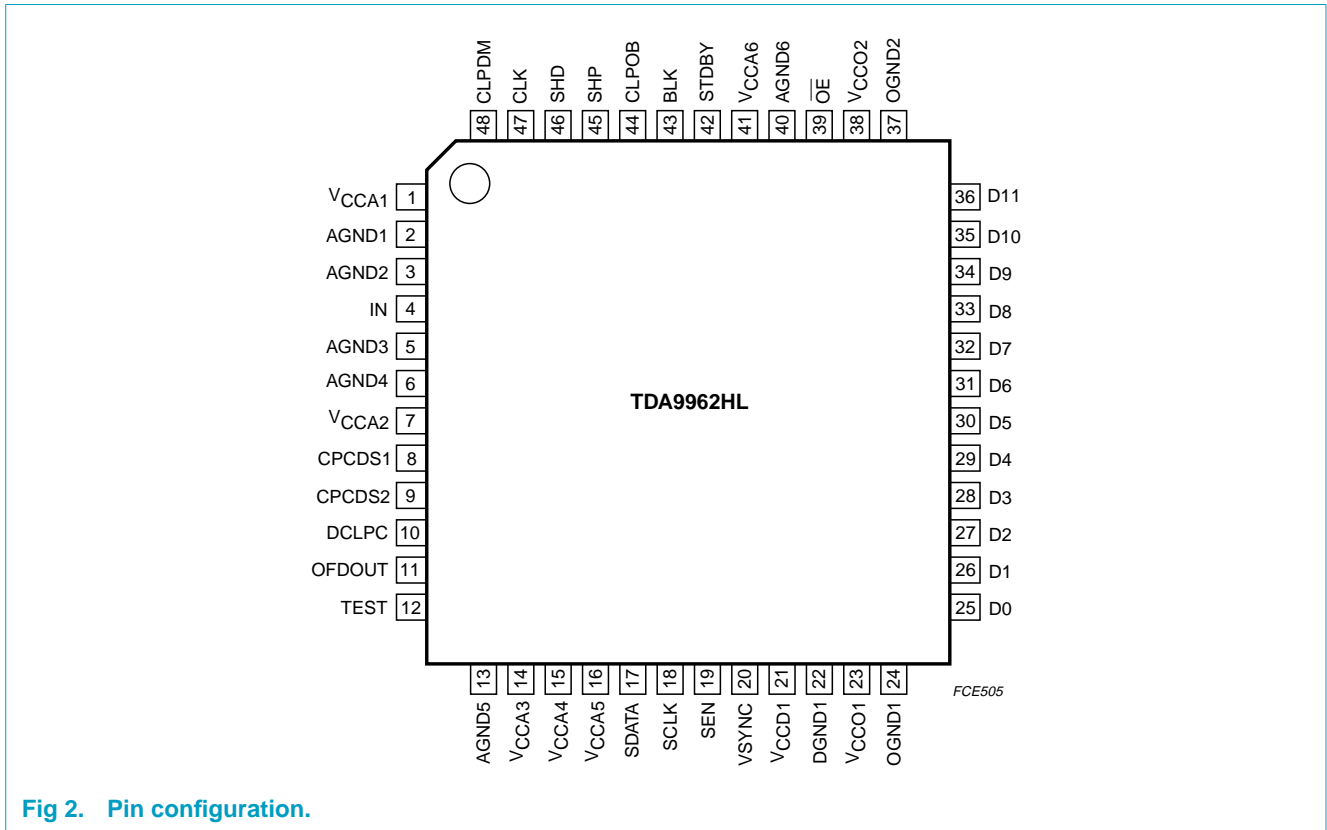 48 CLPDM
47 CLK
46 SHD
45 SHP
44 CLPOB
43 BLK
42 STDBY
41 VCCA6
40 AGND6
39 O̅E̅
38 VCCO2
37 OGND2
VCCA1 1
AGND1 2
AGND2 3
IN 4
AGND3 5
AGND4 6
VCCA2 7
CPCDS1 8
CPCDS2 9
DCLPC 10
OFDOUT 11
TEST 12
TDA9962HL
36 D11
35 D10
34 D9
33 D8
32 D7
31 D6
30 D5
29 D4
28 D3
27 D2
26 D1
25 D0
AGND5 13
VCCA3 14
VCCA4 15
VCCA5 16
SDATA 17
SCLK 18
SEN 19
VSYNC 20
VCCD1 21
DGND1 22
VCCO1 23
OGND1 24
FCE505
Fig 2. Pin configuration.